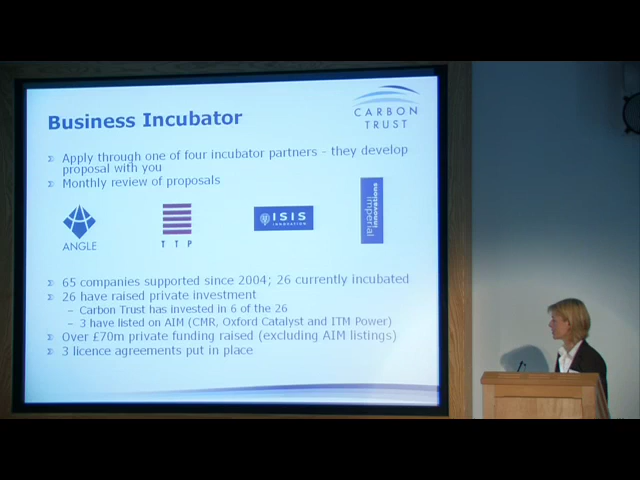 Business Incubator
CARBON
TRUST
Apply through one of four incubator partners - they develop
proposal with you
Monthly review of proposals
ANGLE
T T P
ISIS
INNOVATION
imperial
innovations
65 companies supported since 2004; 26 currently incubated
26 have raised private investment
– Carbon Trust has invested in 6 of the 26
– 3 have listed on AIM (CMR, Oxford Catalyst and ITM Power)
Over £70m private funding raised (excluding AIM listings)
3 licence agreements put in place